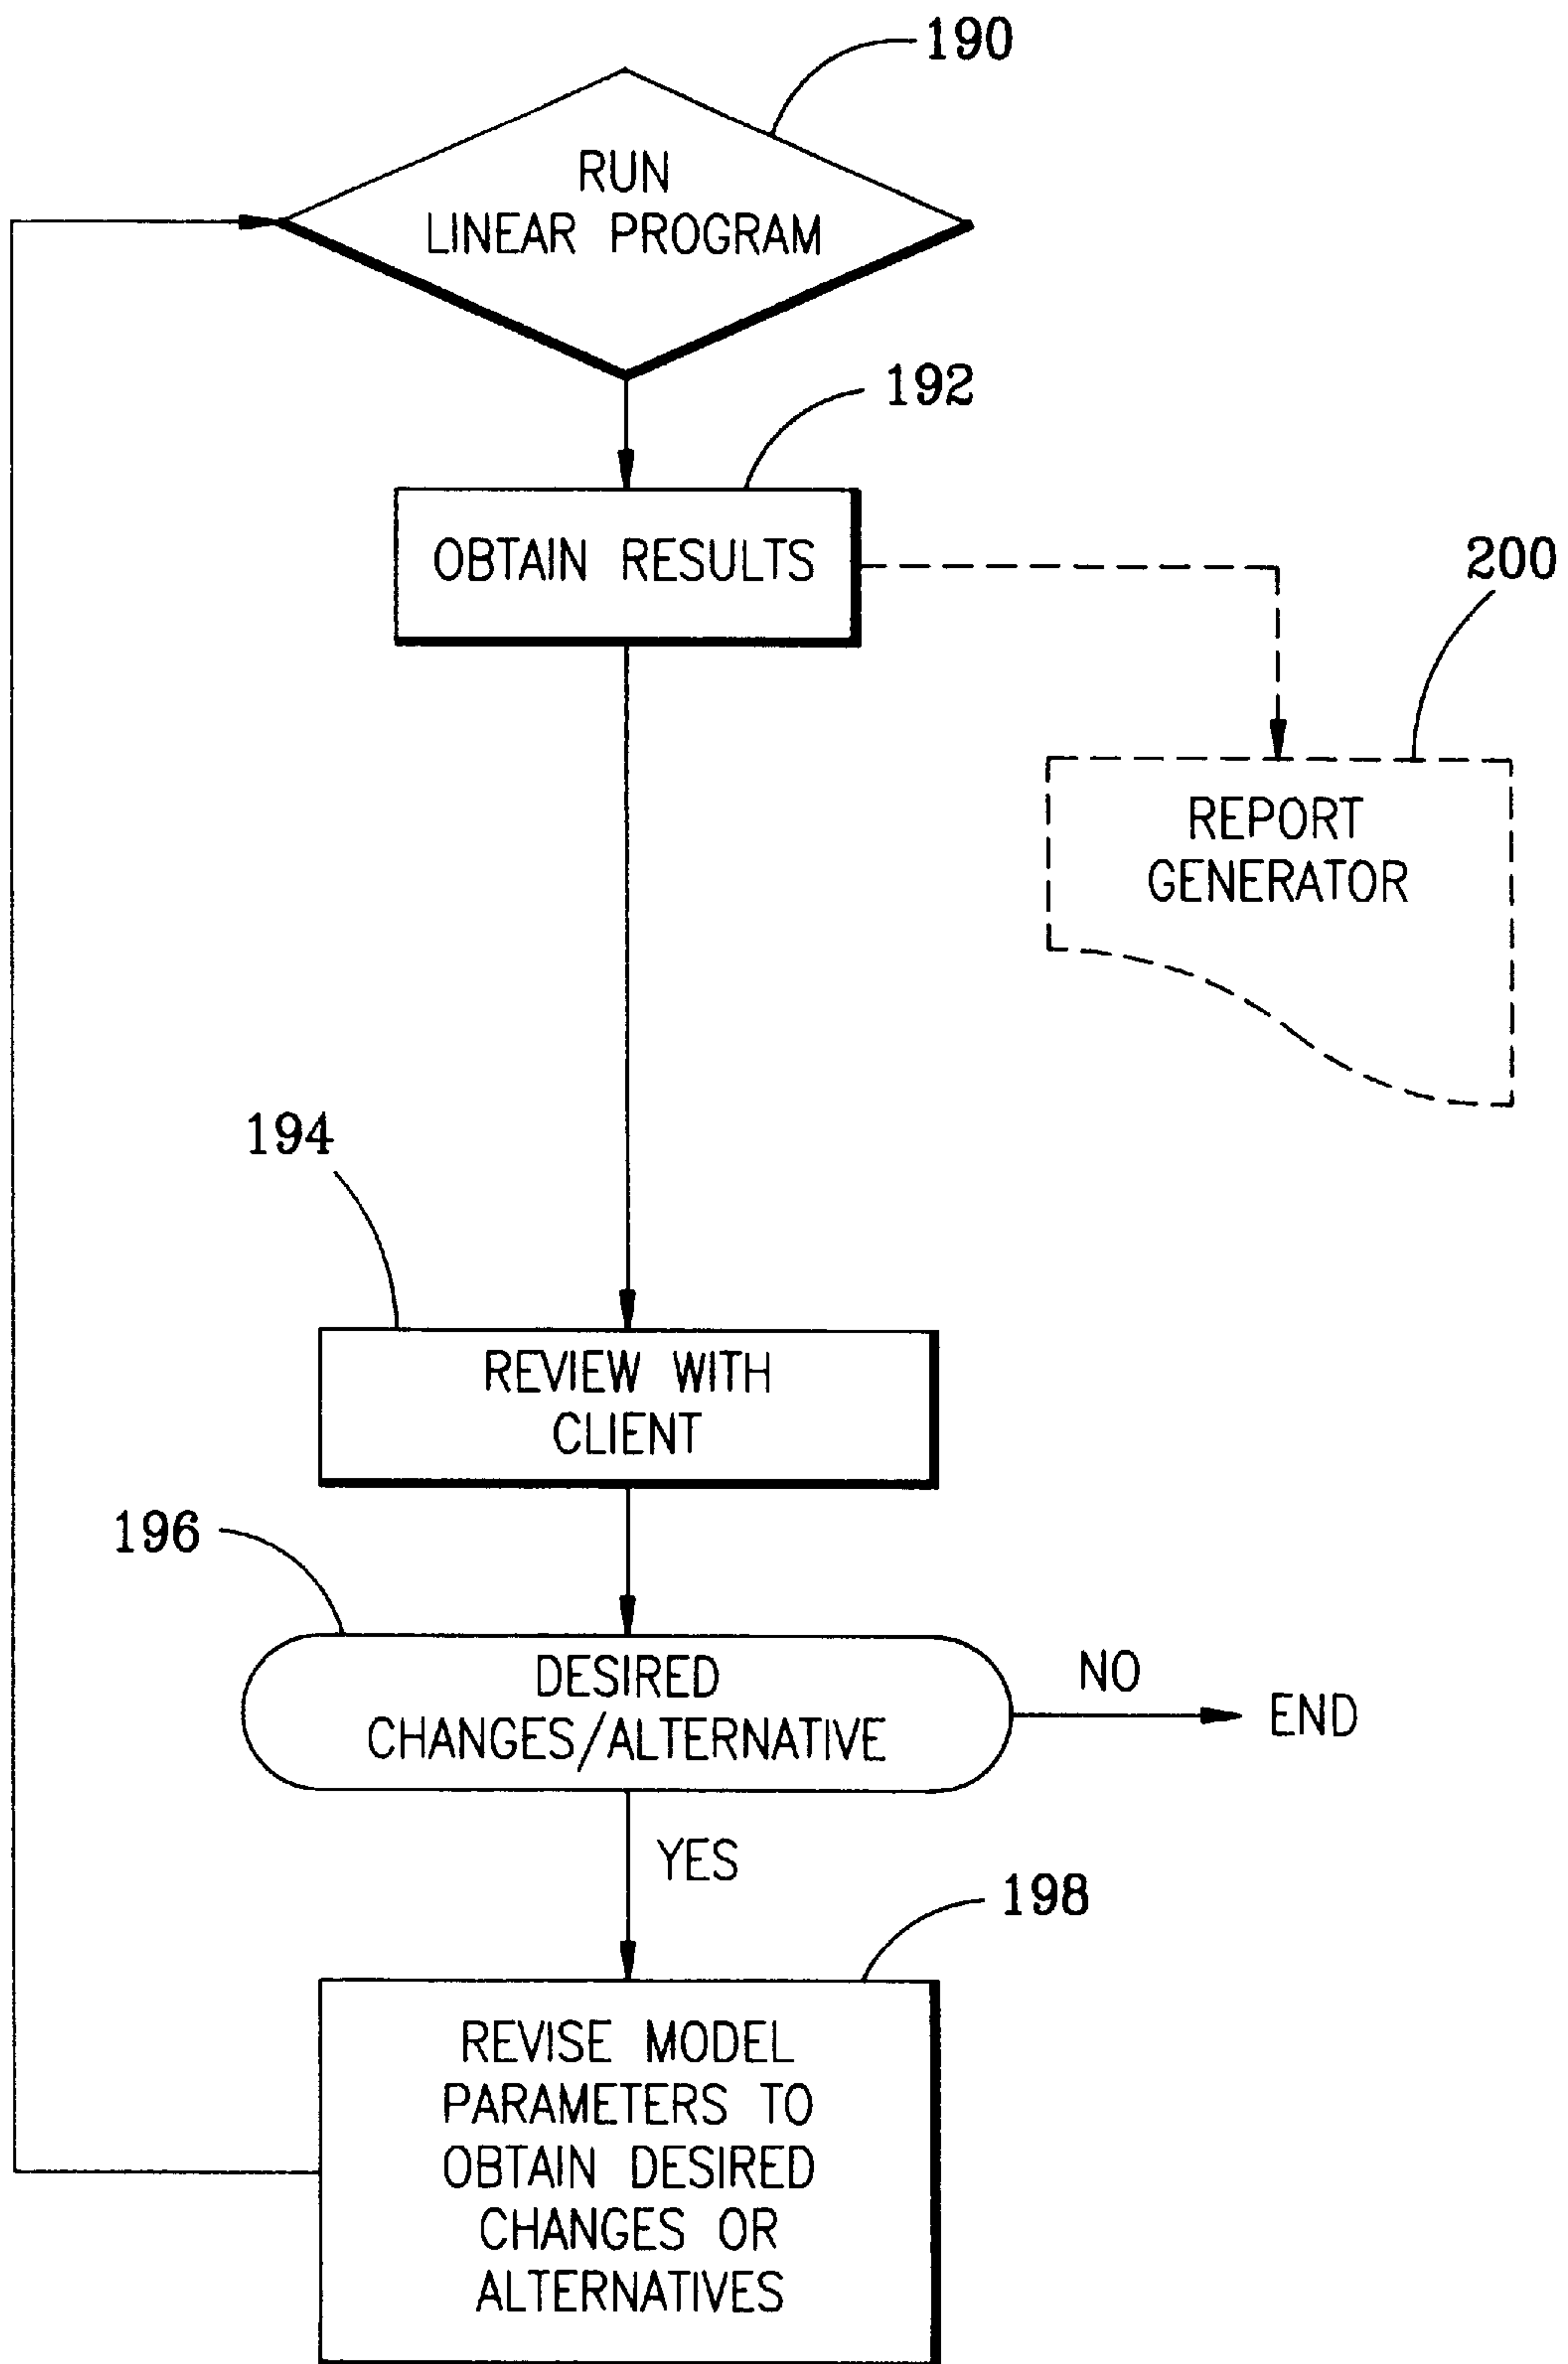 190
RUN
LINEAR PROGRAM
192
OBTAIN RESULTS
200
REPORT
GENERATOR
194
REVIEW WITH
CLIENT
196
DESIRED
CHANGES/ALTERNATIVE
NO
END
YES
198
REVISE MODEL
PARAMETERS TO
OBTAIN DESIRED
CHANGES OR
ALTERNATIVES